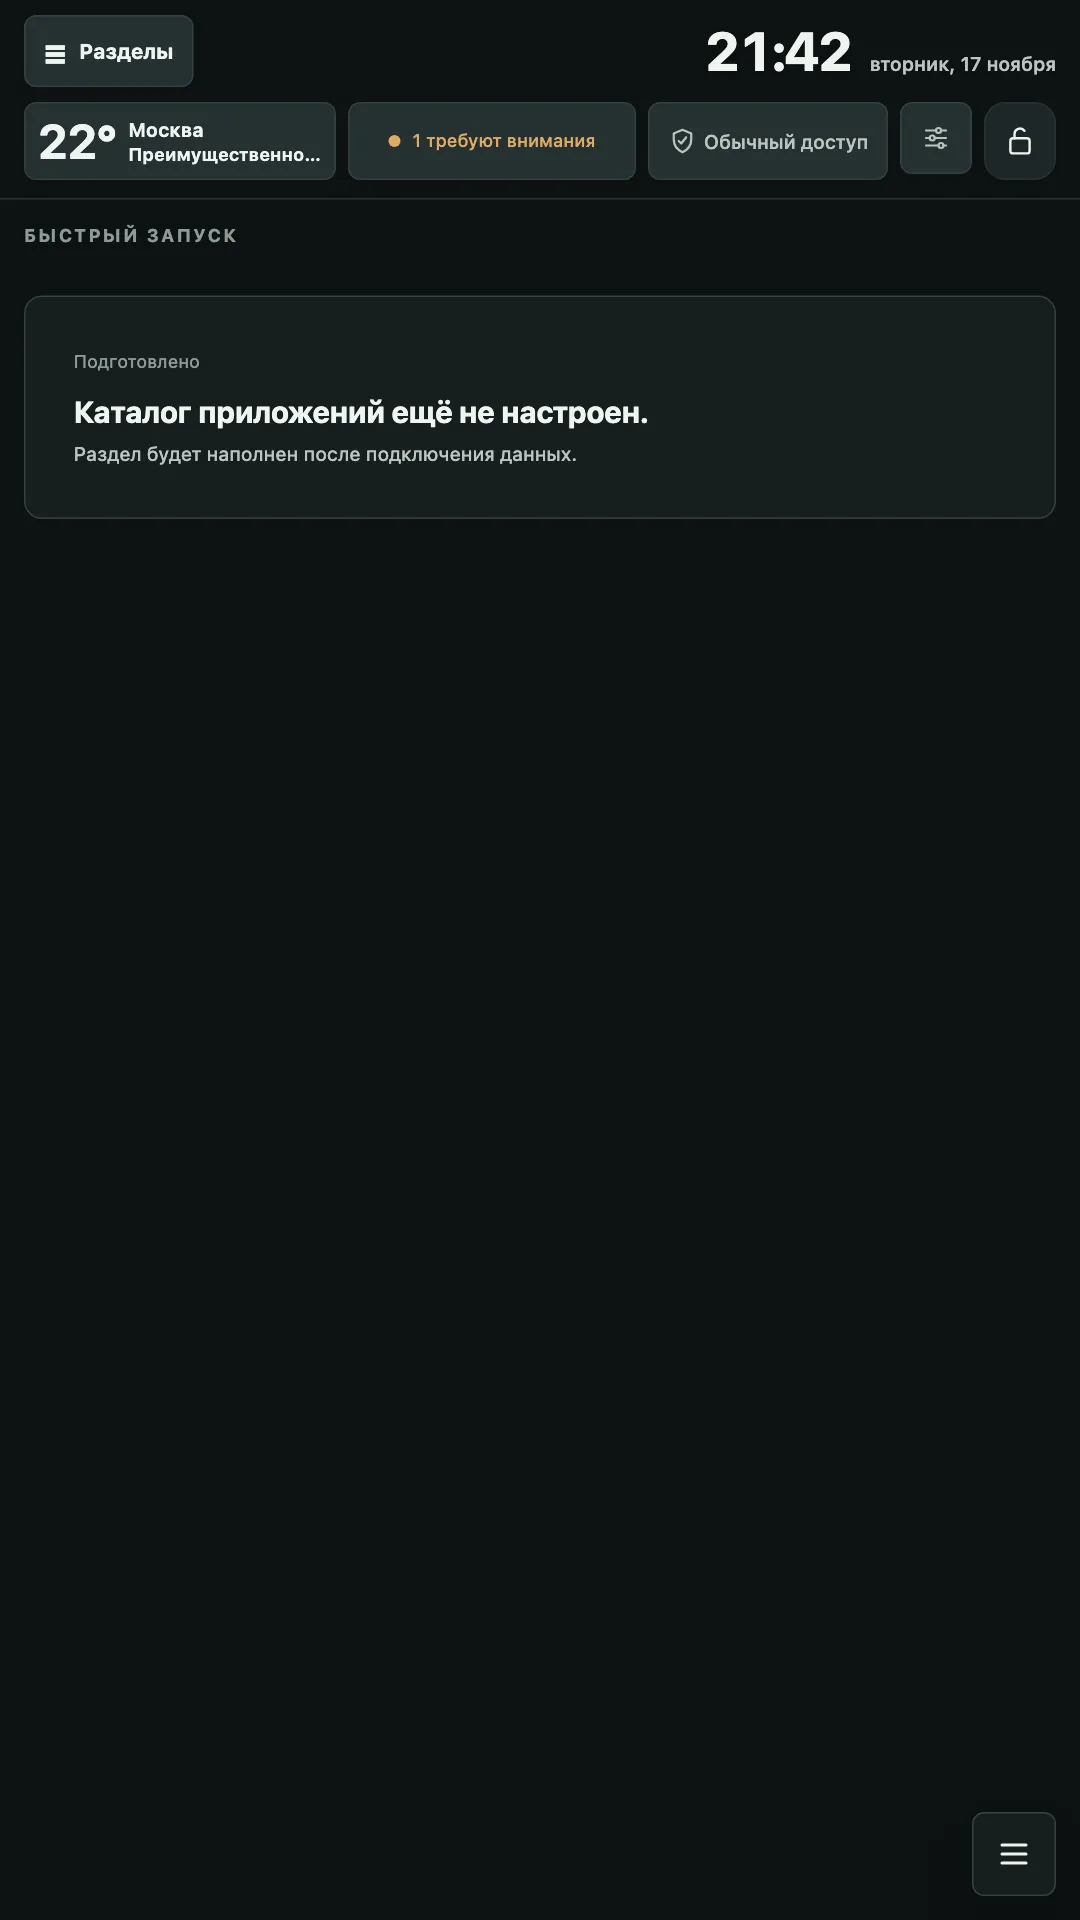 Разделы
21:42 вторник, 17 ноября
22° Москва
Преимущественно...
1 требуют внимания
Обычный доступ
БЫСТРЫЙ ЗАПУСК
Подготовлено
Каталог приложений ещё не настроен.
Раздел будет наполнен после подключения данных.